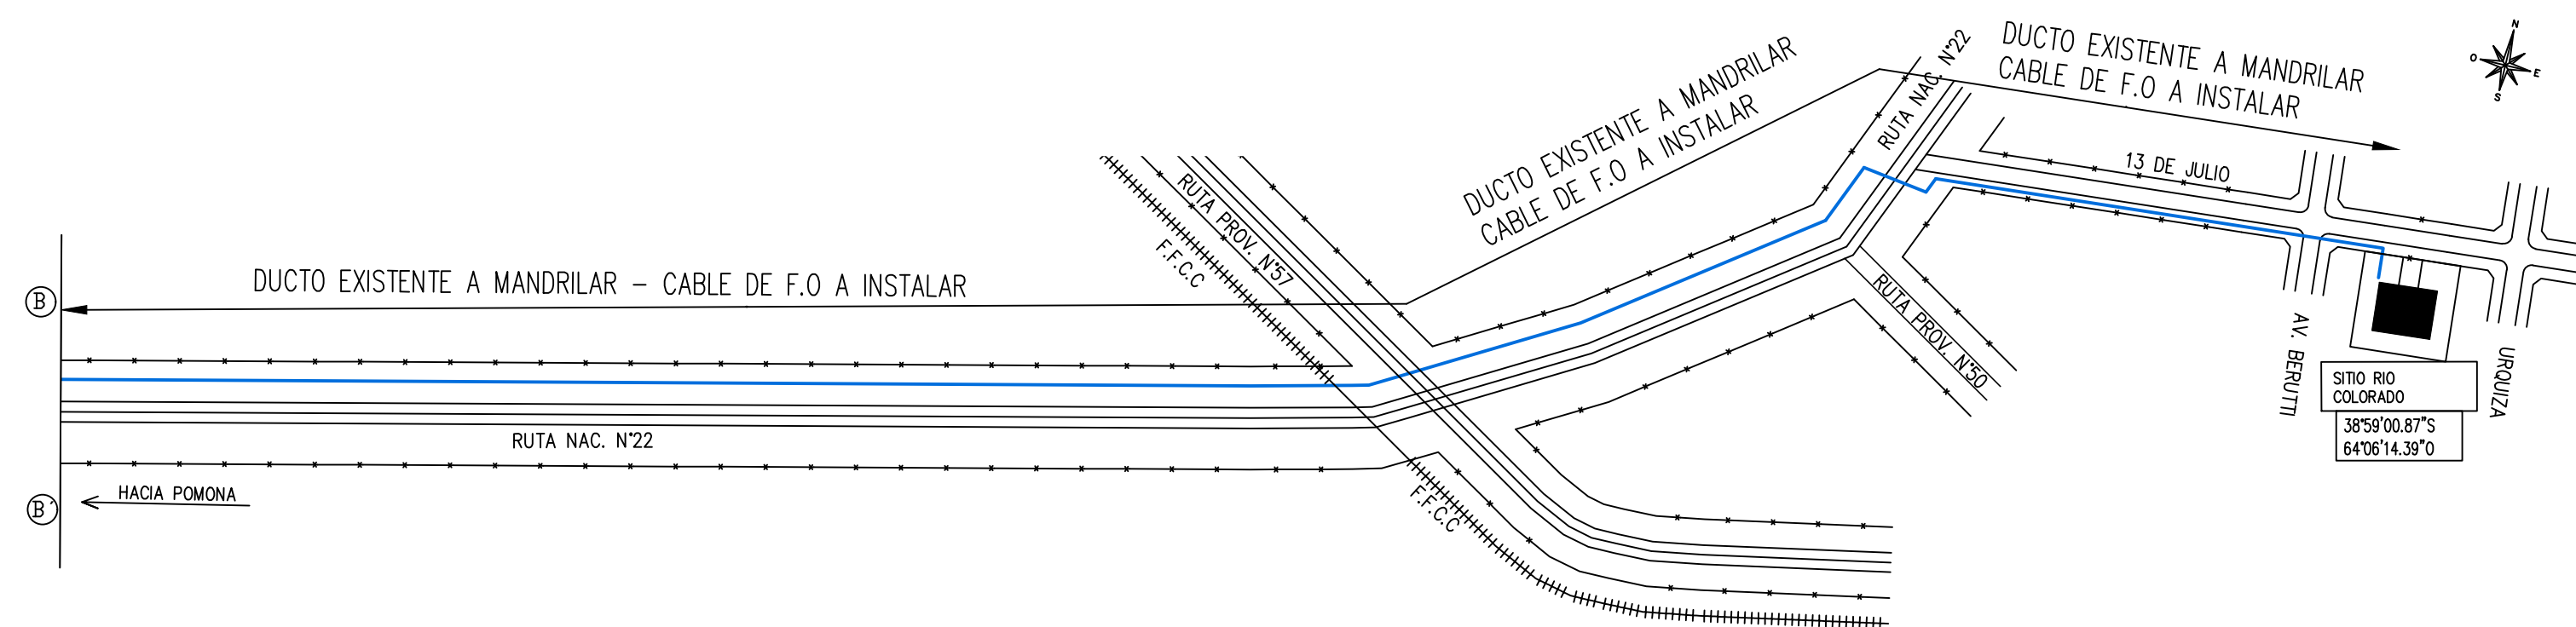 DUCTO EXISTENTE A MANDRILAR - CABLE DE F.O A INSTALAR
B
B'
HACIA POMONA
RUTA NAC. N°22
RUTA PROV. N°57
F.F.C.C
F.F.C.C
DUCTO EXISTENTE A MANDRILAR
CABLE DE F.O A INSTALAR
RUTA NAC. N°22
DUCTO EXISTENTE A MANDRILAR
CABLE DE F.O A INSTALAR
13 DE JULIO
RUTA PROV. N°50
AV. BERUTTI
URQUIZA
SITIO RIO
COLORADO
38°59'00.87"S
64°06'14.39"O
N
O
E
S